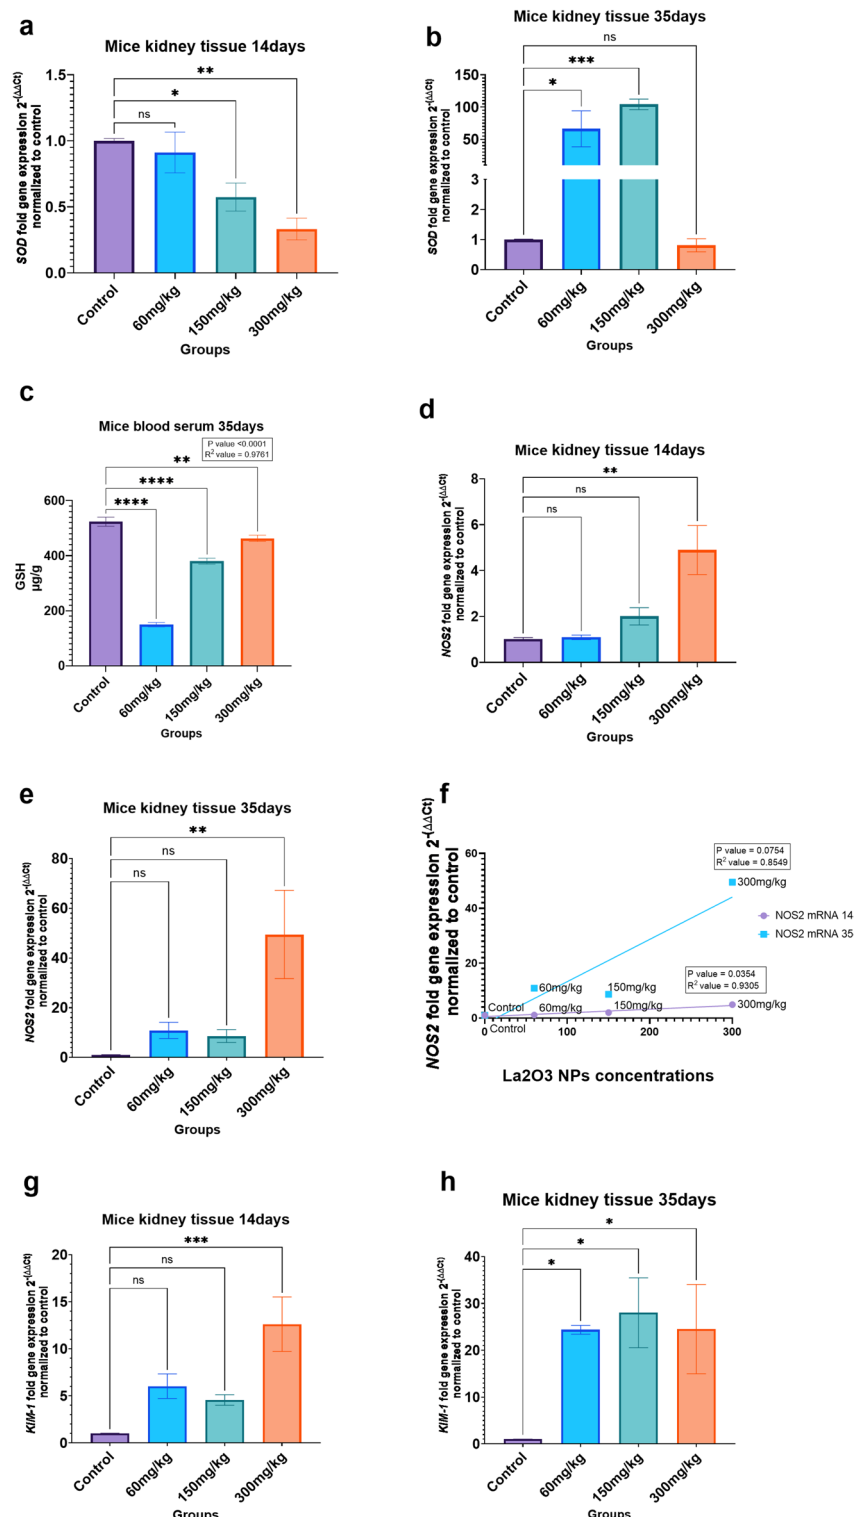 a
Mice kidney tissue 14days
SOD fold gene expression 2-(ΔΔCt)
normalized to control
1.5
1.0
0.5
0.0
**
*
ns
Control
60mg/kg
150mg/kg
300mg/kg
Groups
b
Mice kidney tissue 35days
SOD fold gene expression 2-(ΔΔCt)
normalized to control
150
100
50
3
2
1
0
ns
***
*
Control
60mg/kg
150mg/kg
300mg/kg
Groups
c
Mice blood serum 35days
P value <0.0001
R2 value = 0.9761
GSH
µg/g
600
400
200
0
**
****
****
Control
60mg/kg
150mg/kg
300mg/kg
Groups
d
Mice kidney tissue 14days
NOS2 fold gene expression 2-(ΔΔCt)
normalized to control
8
6
4
2
0
**
ns
ns
Control
60mg/kg
150mg/kg
300mg/kg
Groups
e
Mice kidney tissue 35days
NOS2 fold gene expression 2-(ΔΔCt)
normalized to control
80
60
40
20
0
**
ns
ns
Control
60mg/kg
150mg/kg
300mg/kg
Groups
f
NOS2 fold gene expression 2-(ΔΔCt)
normalized to control
60
40
20
0
P value = 0.0754
R2 value = 0.8549
300mg/kg
NOS2 mRNA 14
NOS2 mRNA 35
P value = 0.0354
R2 value = 0.9305
60mg/kg
150mg/kg
Control
60mg/kg
150mg/kg
300mg/kg
Control
0
100
200
300
La2O3 NPs concentrations
g
Mice kidney tissue 14days
KIM-1 fold gene expression 2-(ΔΔCt)
normalized to control
20
15
10
5
0
***
ns
ns
Control
60mg/kg
150mg/kg
300mg/kg
Groups
h
Mice kidney tissue 35days
KIM-1 fold gene expression 2-(ΔΔCt)
normalized to control
40
30
20
10
0
*
*
*
Control
60mg/kg
150mg/kg
300mg/kg
Groups